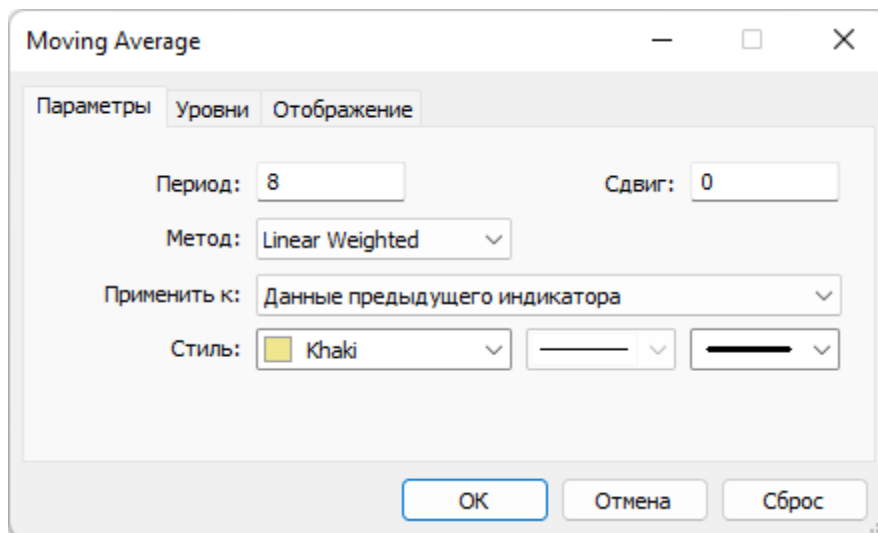 Moving Average
Параметры Уровни Отображение
Период: 8 Сдвиг: 0
Метод: Linear Weighted
Применить к: Данные предыдущего индикатора
Стиль: Khaki
OK Отмена Сброс